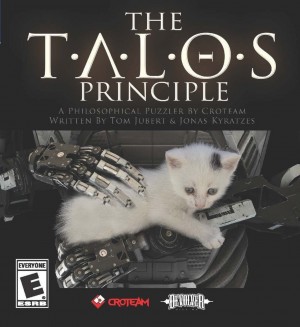 THE
T·A·L·O·S
PRINCIPLE
A PHILOSOPHICAL PUZZLER BY CROTEAM
WRITTEN BY TOM JUBERT & JONAS KYRATZES
EVERYONE
E
ESRB
CROTEAM
DEVOLVER